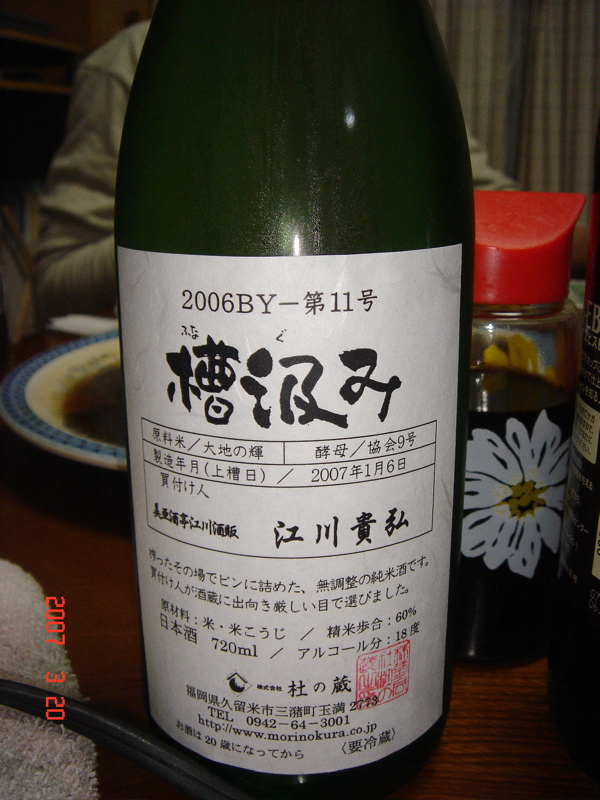 2006BY－第11号
ふな ぐ
槽汲み
原料米／大地の輝 酵母／協会9号
製造年月(上槽日) ／ 2007年1月6日
買付け人
美亜酒亭江川酒販 江川貴弘
搾ったその場でビンに詰めた、無調整の純米酒です。
買付け人が酒蔵に出向き厳しい目で選びました。
原材料：米・米こうじ ／ 精米歩合：60%
日本酒 720ml ／ アルコール分：18度
株式会社 杜の蔵
福岡県久留米市三潴町玉満2773
TEL 0942−64−3001
http://www.morinokura.co.jp
お酒は20歳になってから 〈要冷蔵〉
2007 3 20